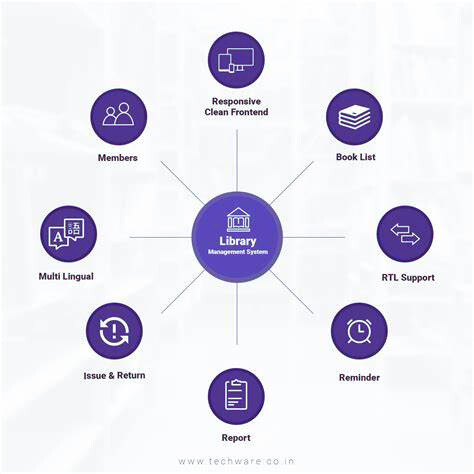 Responsive
Clean Frontend
Members
Book List
Library
Management System
A
Multi Lingual
RTL Support
Issue & Return
Reminder
Report
www.techware.co.in